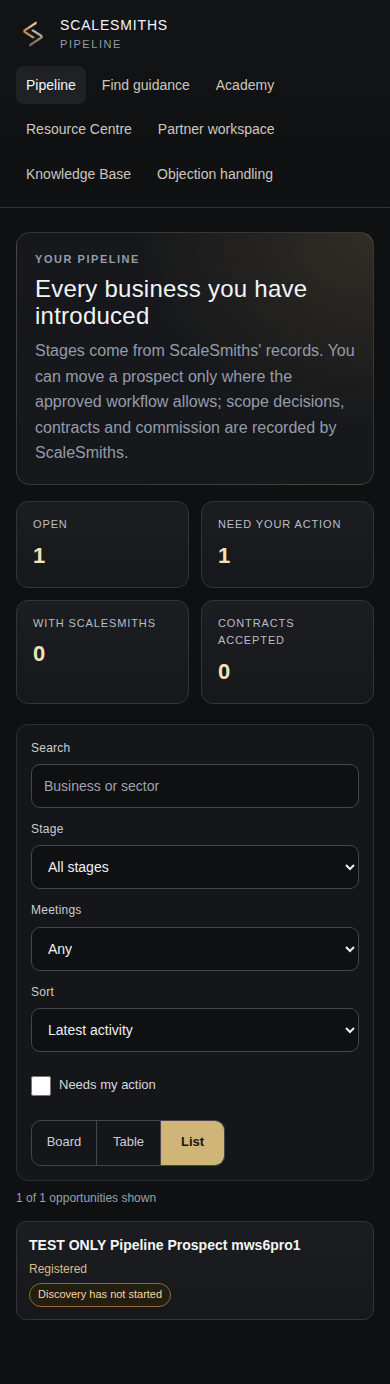 SCALESMITHS
PIPELINE
Pipeline Find guidance Academy
Resource Centre Partner workspace
Knowledge Base Objection handling
YOUR PIPELINE
Every business you have
introduced
Stages come from ScaleSmiths' records. You
can move a prospect only where the
approved workflow allows; scope decisions,
contracts and commission are recorded by
ScaleSmiths.
OPEN
1
NEED YOUR ACTION
1
WITH SCALESMITHS
0
CONTRACTS
ACCEPTED
0
Search
Business or sector
Stage
All stages
Meetings
Any
Sort
Latest activity
Needs my action
Board Table List
1 of 1 opportunities shown
TEST ONLY Pipeline Prospect mws6pro1
Registered
Discovery has not started